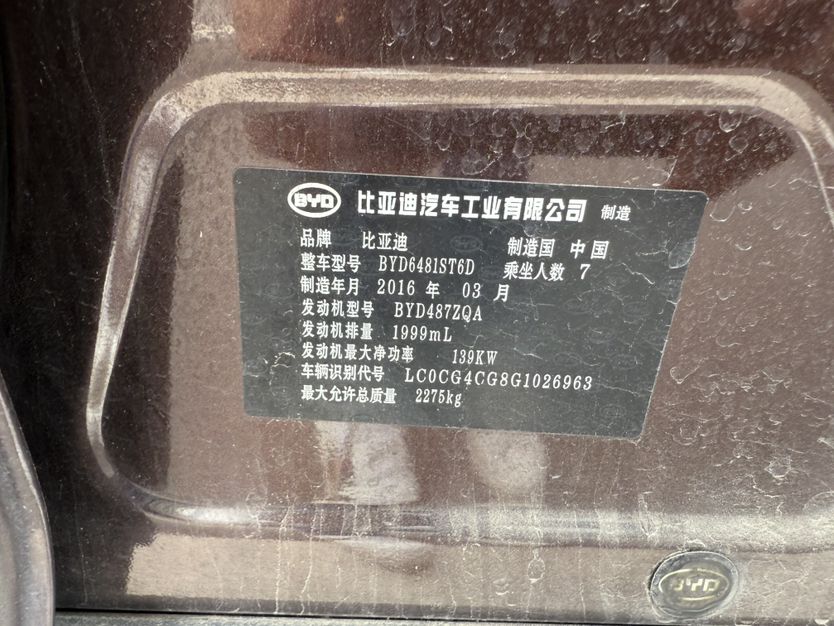 BYD 比亚迪汽车工业有限公司 制造
品牌 比亚迪 制造国 中国
整车型号 BYD6481ST6D 乘坐人数 7
制造年月 2016 年 03 月
发动机型号 BYD487ZQA
发动机排量 1999mL
发动机最大净功率 139KW
车辆识别代号 LC0CG4CG8G1026963
最大允许总质量 2275kg
BYD